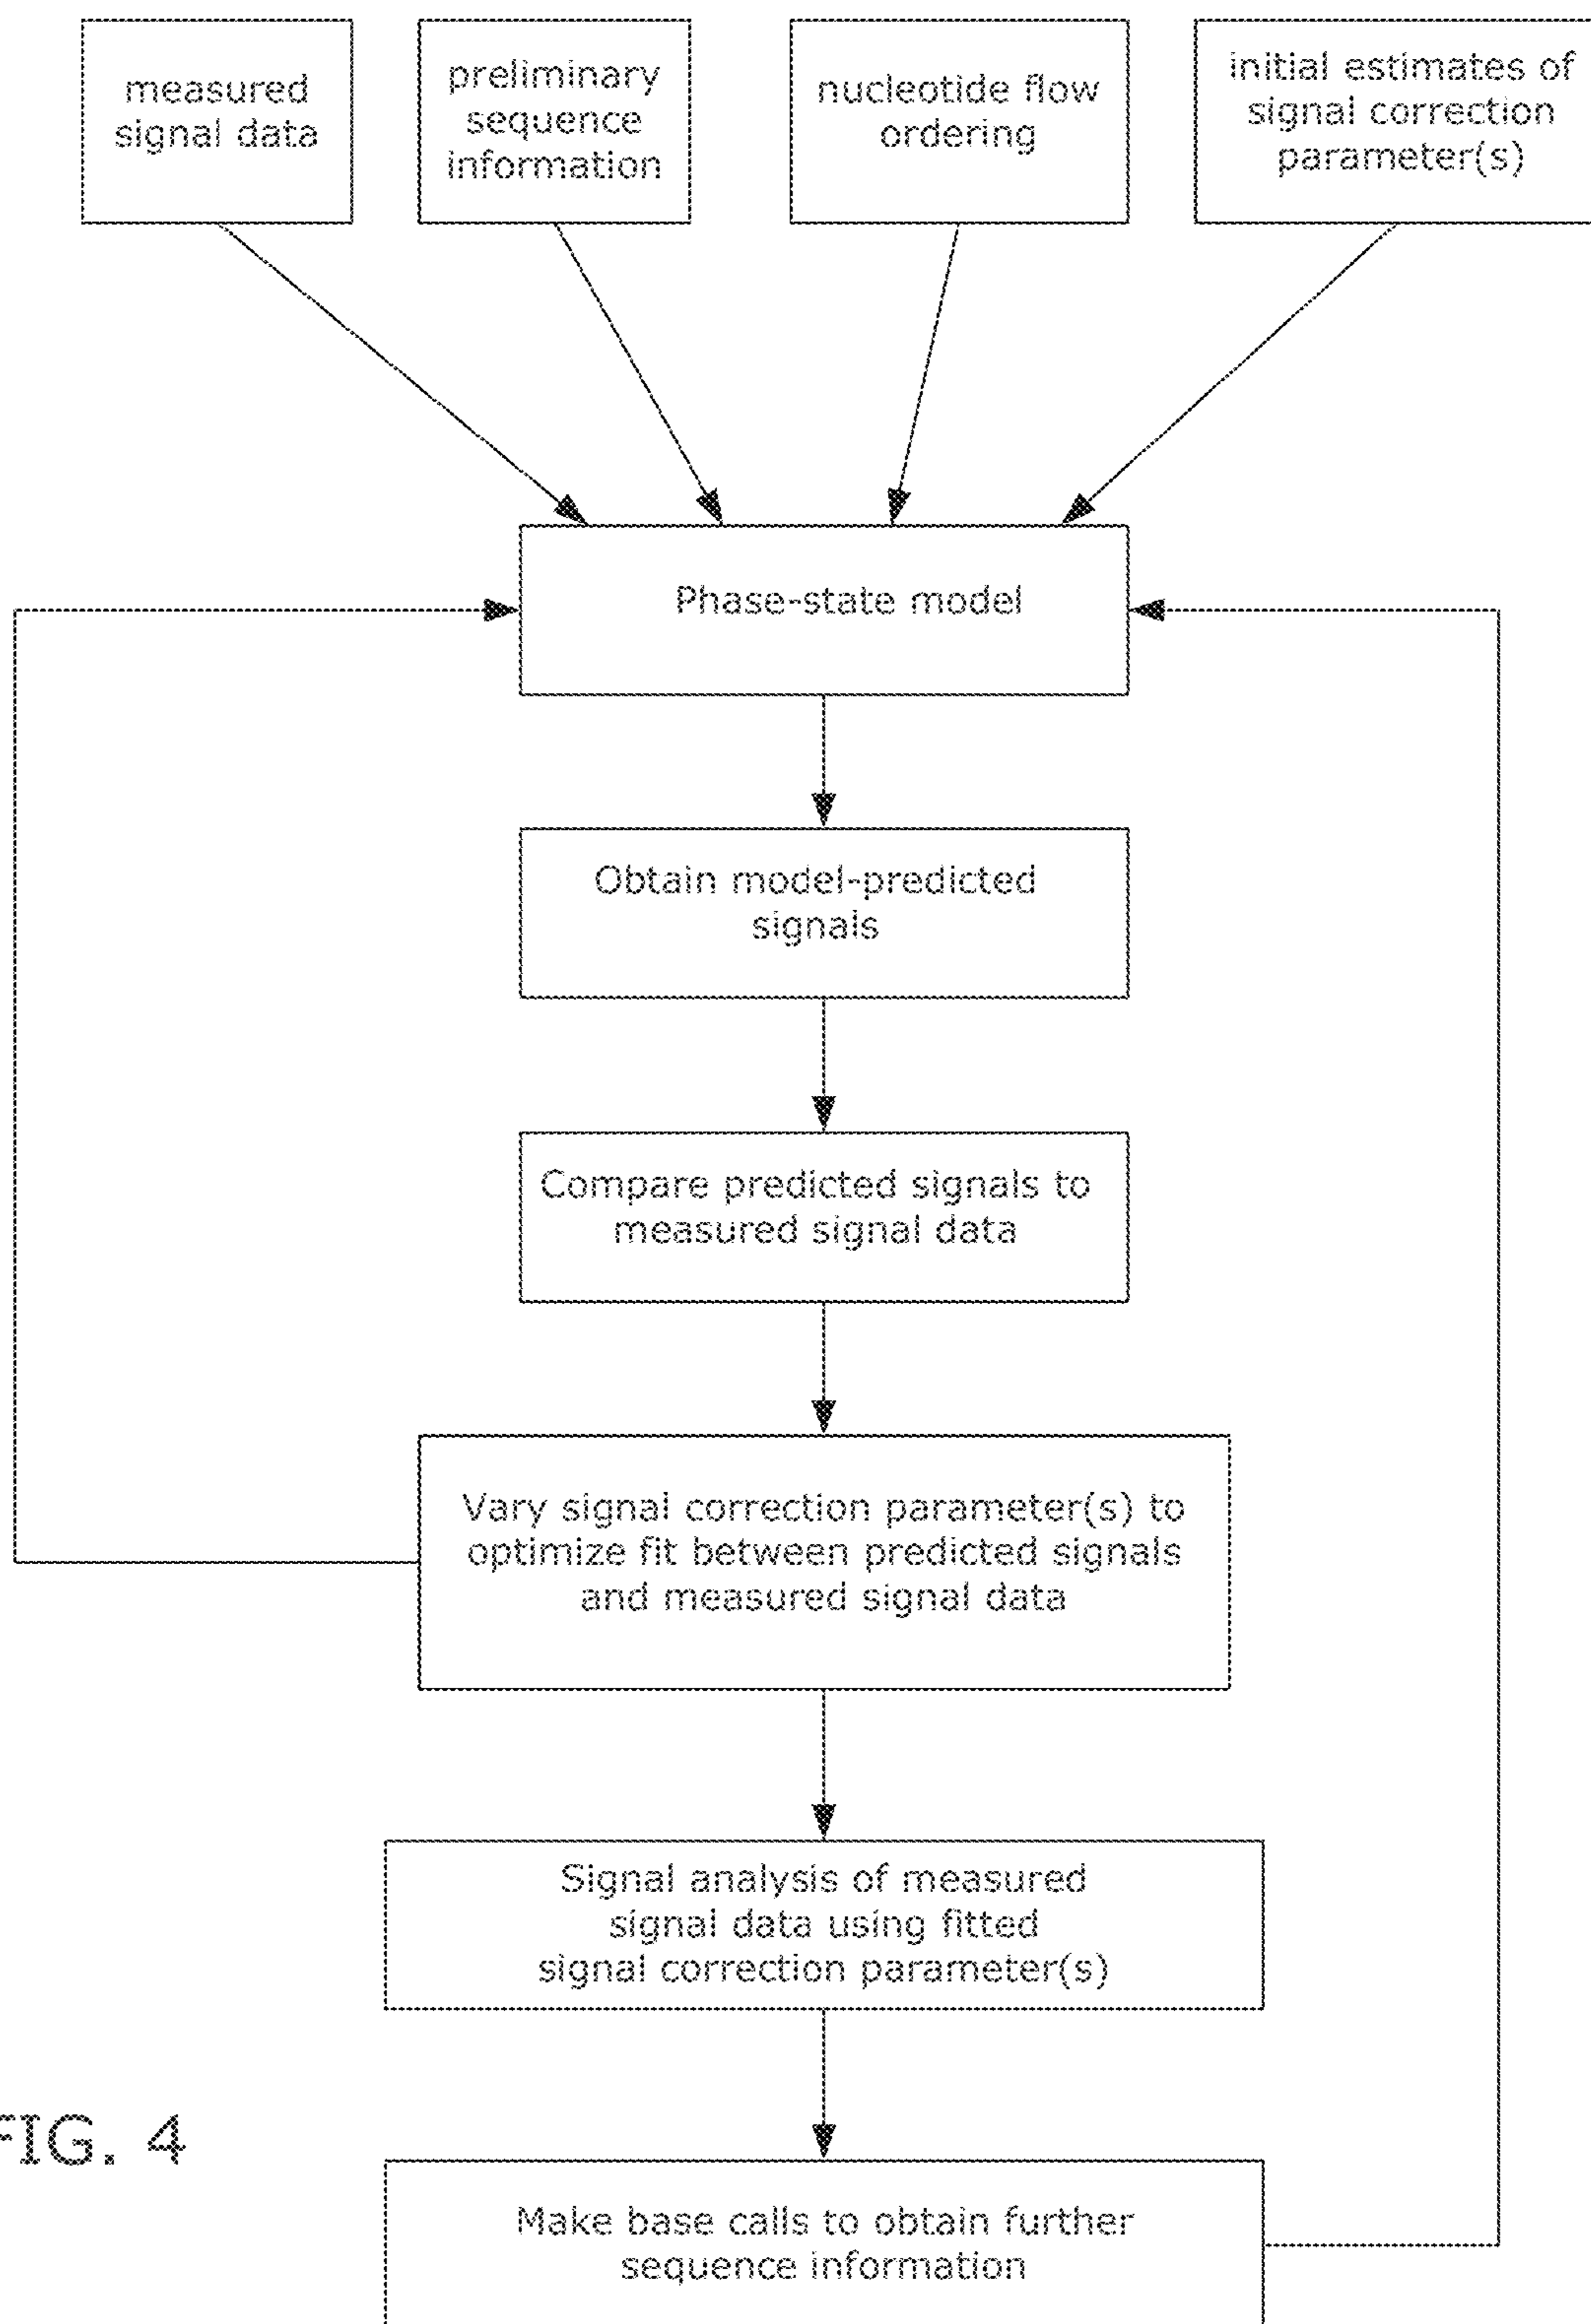 measured
signal data
preliminary
sequence
information
nucleotide flow
ordering
initial estimates of
signal correction
parameter(s)
Phase-state model
Obtain model-predicted
signals
Compare predicted signals to
measured signal data
Vary signal correction parameter(s) to
optimize fit between predicted signals
and measured signal data
Signal analysis of measured
signal data using fitted
signal correction parameter(s)
FIG. 4
Make base calls to obtain further
sequence information